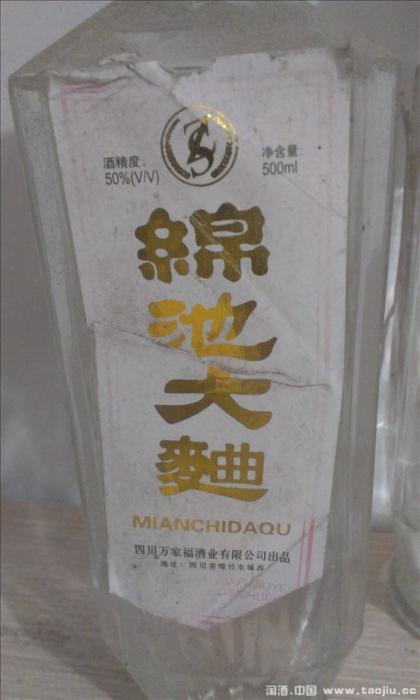 酒精度:
50%(V/V)
净含量:
500ml
綿池大麯
MIANCHIDAQU
四川万家福酒业有限公司出品
地址: 四川省绵竹市城西
淘酒.中国 www.taojiu.cc